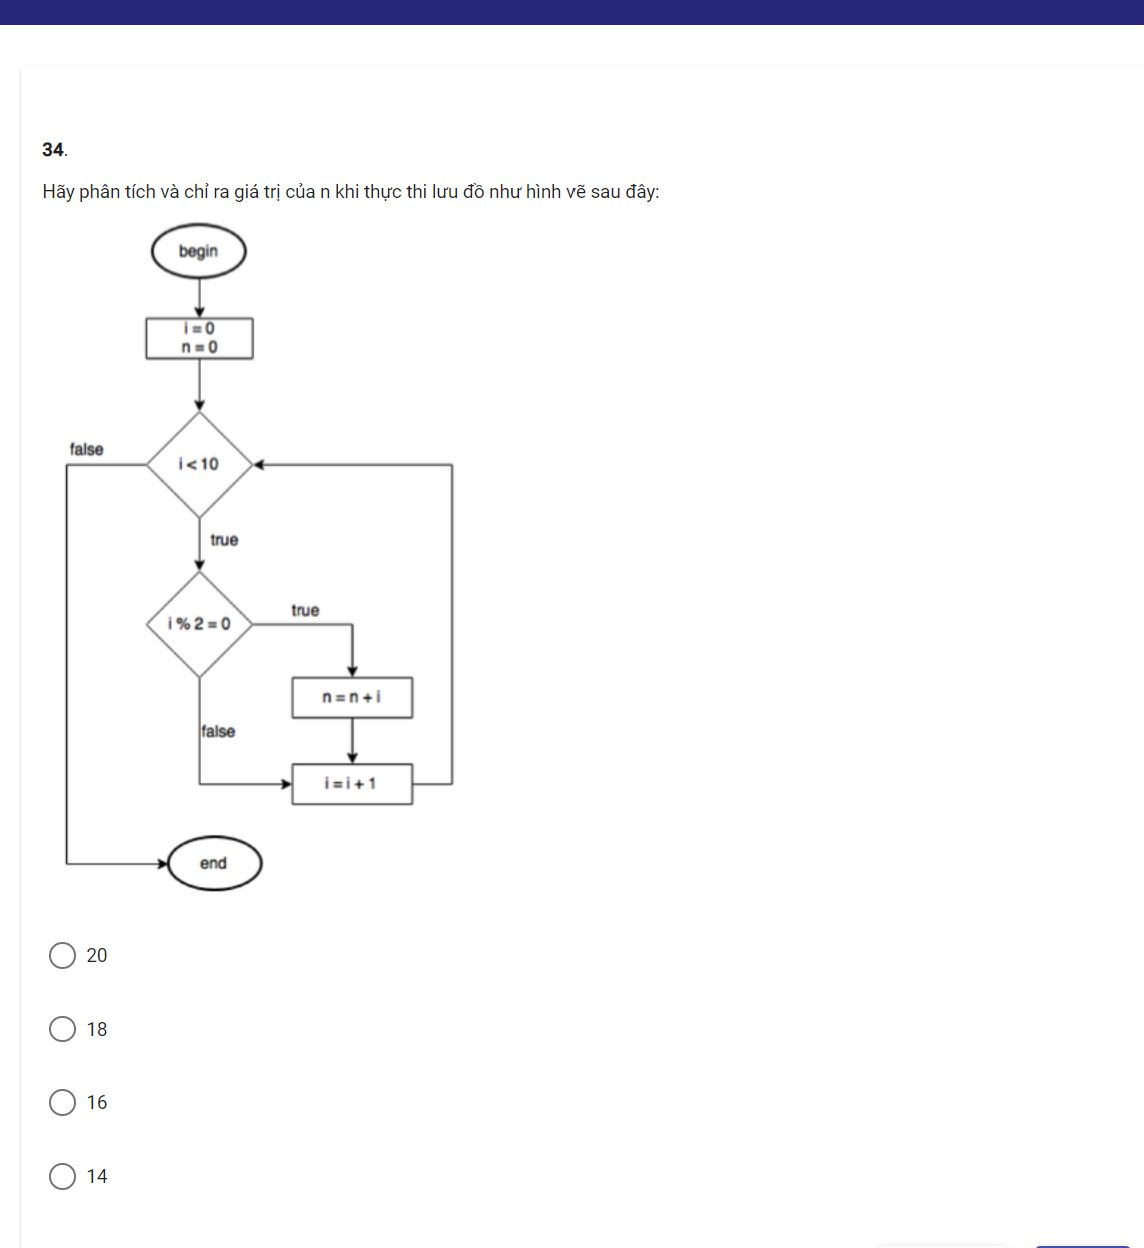 34.
Hãy phân tích và chỉ ra giá trị của n khi thực thi lưu đồ như hình vẽ sau đây:
begin
i = 0
n = 0
false
i < 10
true
true
i % 2 = 0
n = n + i
false
i = i + 1
end
20
18
16
14